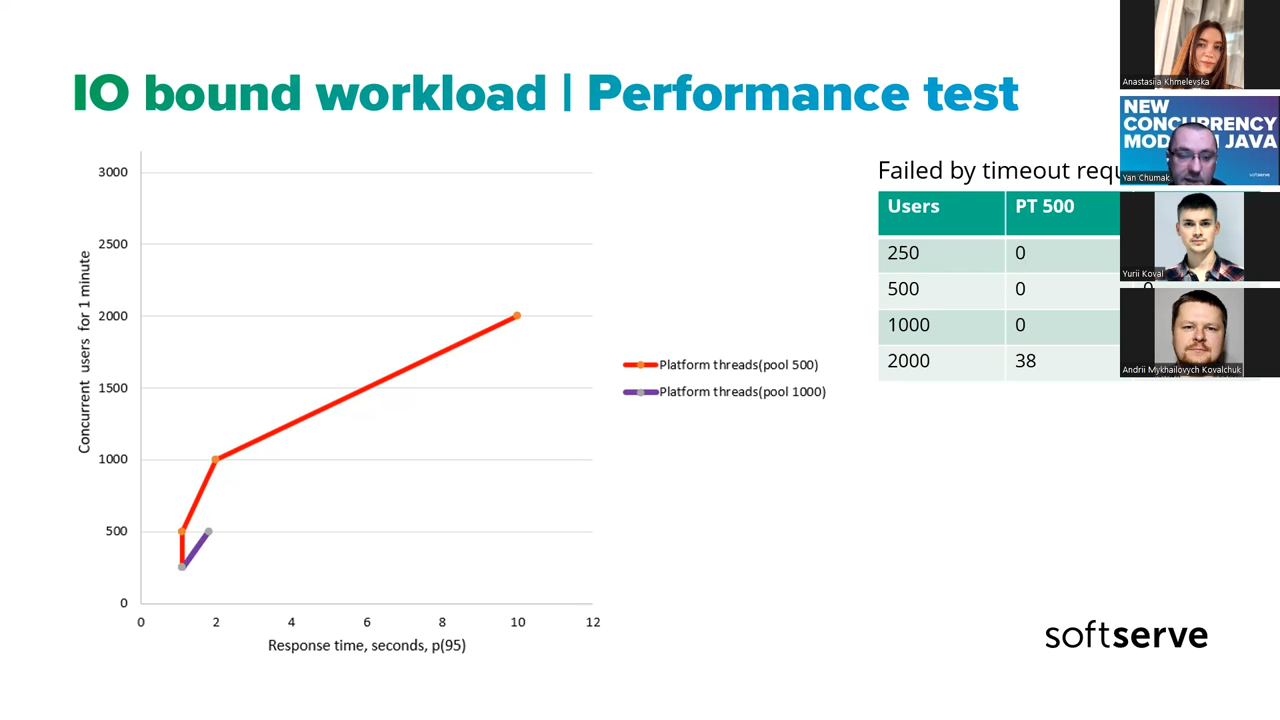 IO bound workload | Performance test
Concurrent users for 1 minute
3000
2500
2000
1500
1000
500
0
0 2 4 6 8 10 12
Response time, seconds, p(95)
Platform threads(pool 500)
Platform threads(pool 1000)
Failed by timeout
Users PT 500
250 0
500 0
1000 0
2000 38
softserve
Anastasiia Khmelevska
NEW
CONCURRENCY
IN JAVA
Yan Chumak
softserve
Yurii Koval
Andrii Mykhailovych Kovalchuk